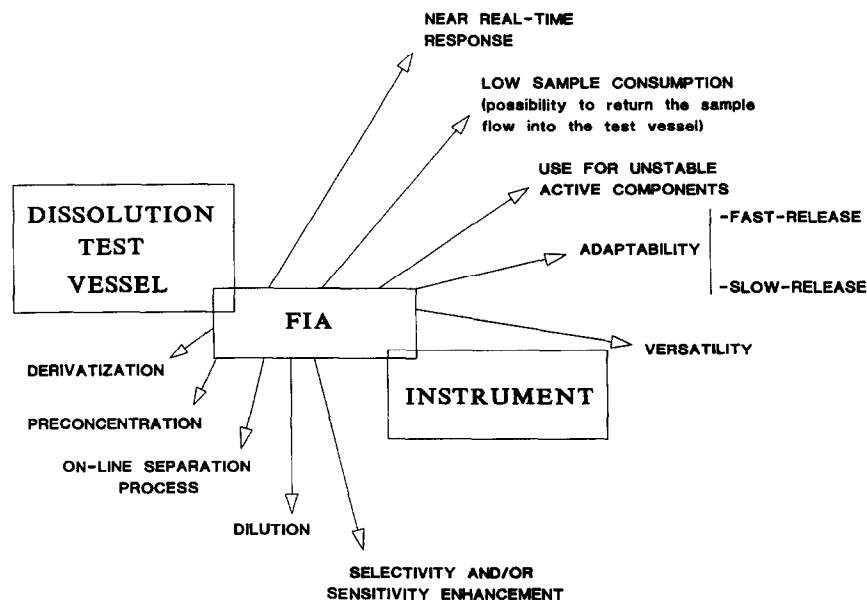 NEAR REAL-TIME
RESPONSE
LOW SAMPLE CONSUMPTION
(possibility to return the sample
flow into the test vessel)
USE FOR UNSTABLE
ACTIVE COMPONENTS
DISSOLUTION
TEST
VESSEL
-FAST-RELEASE
ADAPTABILITY
-SLOW-RELEASE
FIA
VERSATILITY
DERIVATIZATION
INSTRUMENT
PRECONCENTRATION
ON-LINE SEPARATION
PROCESS
DILUTION
SELECTIVITY AND/OR
SENSITIVITY ENHANCEMENT